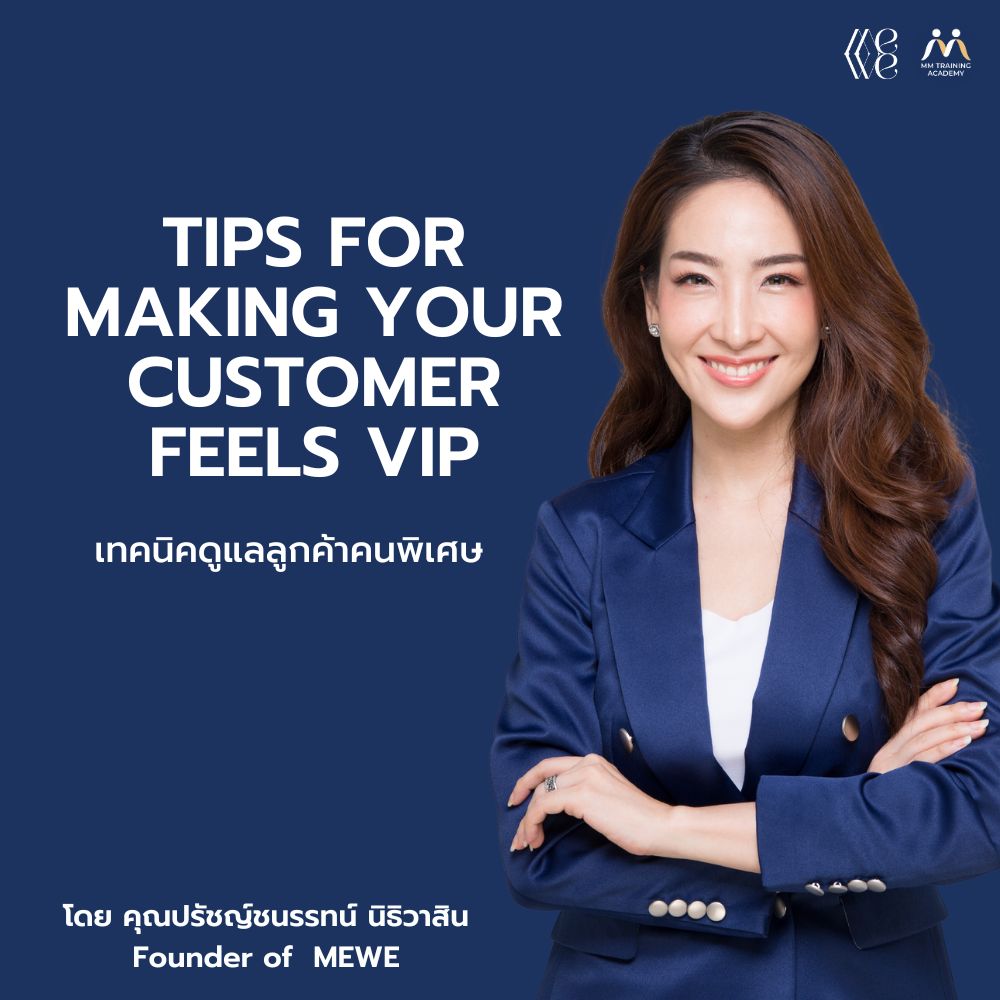 MeWe
MM TRAINING
ACADEMY
TIPS FOR
MAKING YOUR
CUSTOMER
FEELS VIP
เทคนิคดูแลลูกค้าคนพิเศษ
โดย คุณปรัชญ์ชนรรทน์ นิธิวาสิน
Founder of MEWE